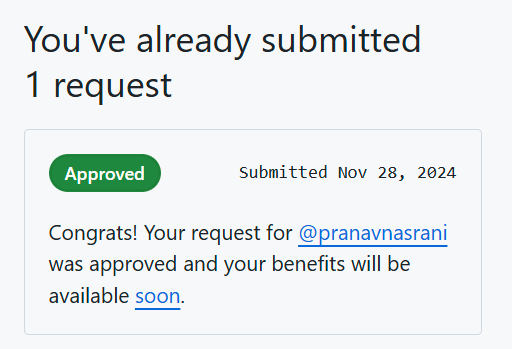 You've already submitted
1 request
Approved
Submitted Nov 28, 2024
Congrats! Your request for @pranavnasrani
was approved and your benefits will be
available soon.